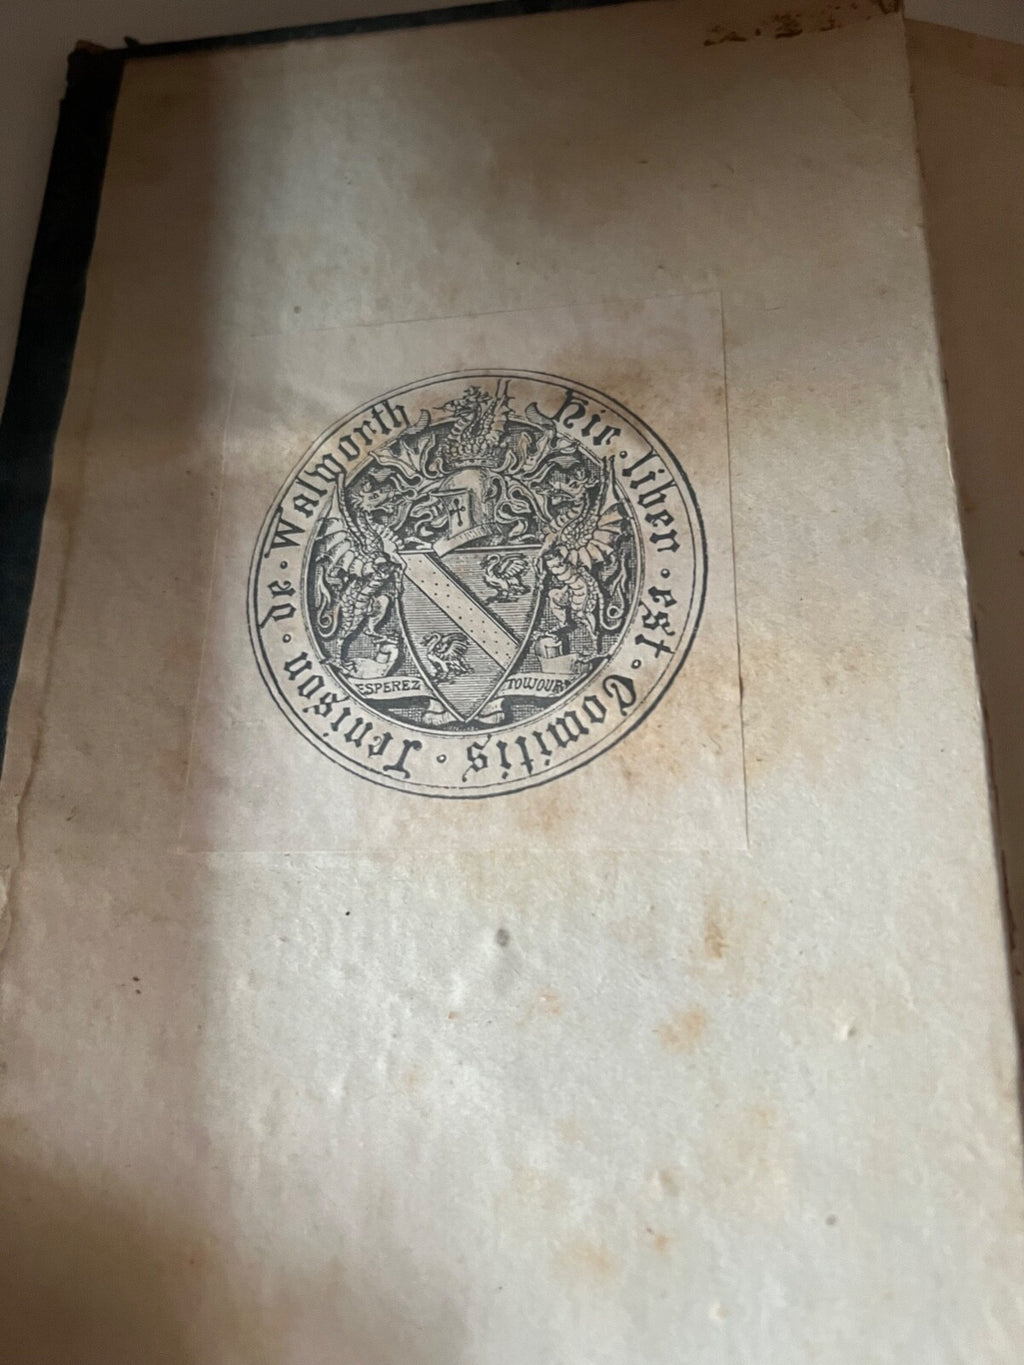 Hic · liber · est · Comitis · Jenison · de · Walworth
ESPEREZ TOUJOURS